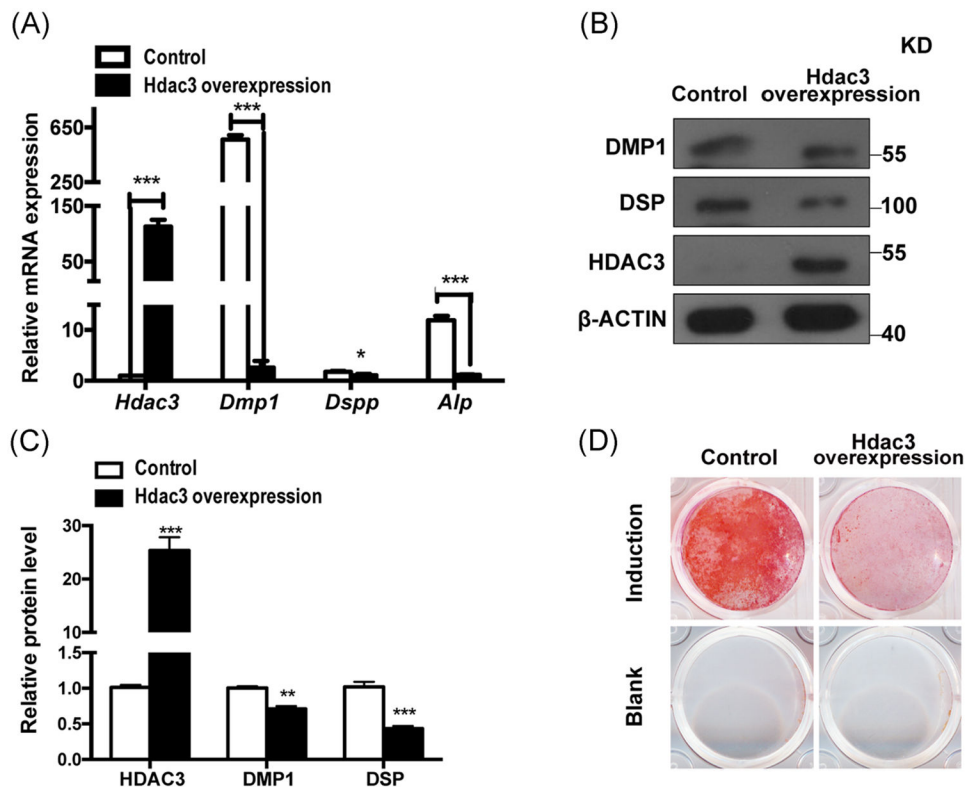 (A)
Control
Hdac3 overexpression
Relative mRNA expression
650
250
150
50
10
0
***
***
*
***
Hdac3 Dmp1 Dspp Alp
(B)
KD
Control Hdac3
overexpression
DMP1
55
DSP
100
HDAC3
55
β-ACTIN
40
(C)
Control
Hdac3 overexpression
Relative protein level
30
20
10
1.5
1.0
0.5
0.0
***
**
***
HDAC3 DMP1 DSP
(D)
Control Hdac3
overexpression
Induction
Blank